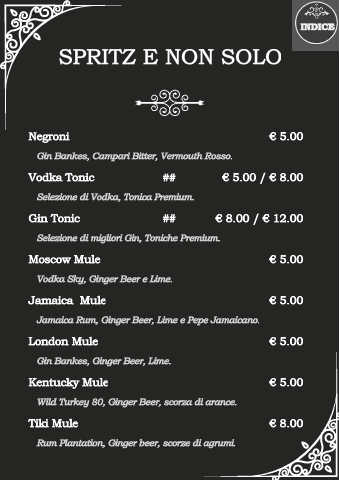 INDICE
SPRITZ E NON SOLO
Negroni € 5.00
Gin Bankes, Campari Bitter, Vermouth Rosso.
Vodka Tonic ## € 5.00 / € 8.00
Selezione di Vodka, Tonica Premium.
Gin Tonic ## € 8.00 / € 12.00
Selezione di migliori Gin, Toniche Premium.
Moscow Mule € 5.00
Vodka Sky, Ginger Beer e Lime.
Jamaica Mule € 5.00
Jamaica Rum, Ginger Beer, Lime e Pepe Jamaicano.
London Mule € 5.00
Gin Bankes, Ginger Beer, Lime.
Kentucky Mule € 5.00
Wild Turkey 80, Ginger Beer, scorza di arance.
Tiki Mule € 8.00
Rum Plantation, Ginger beer, scorze di agrumi.